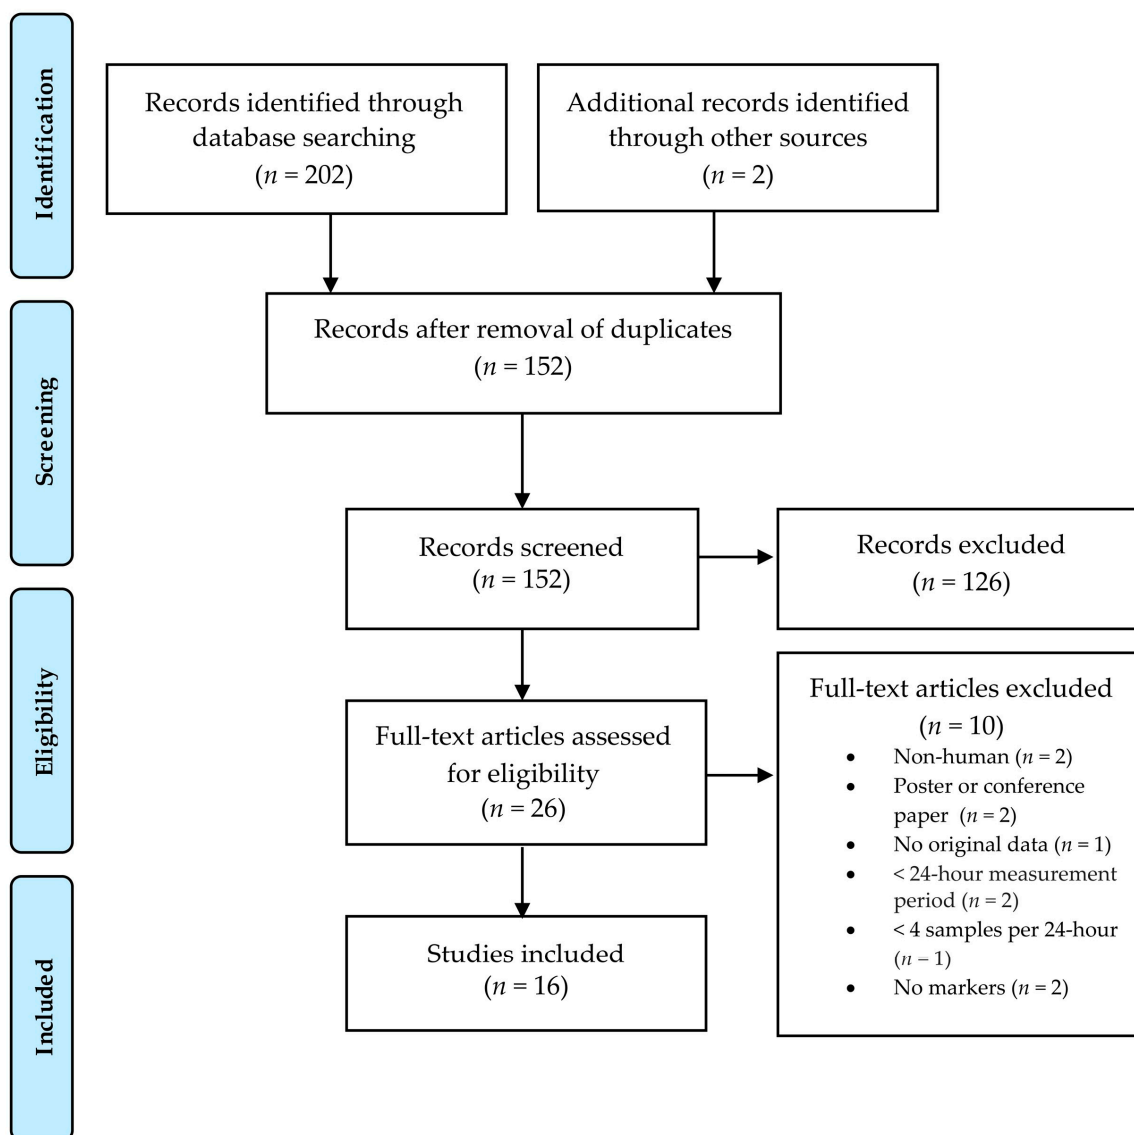 Identification
Records identified through
database searching
(n = 202)
Additional records identified
through other sources
(n = 2)
Screening
Records after removal of duplicates
(n = 152)
Records screened
(n = 152)
Records excluded
(n = 126)
Eligibility
Full-text articles assessed
for eligibility
(n = 26)
Full-text articles excluded
(n = 10)
• Non-human (n = 2)
• Poster or conference
paper (n = 2)
• No original data (n = 1)
• < 24-hour measurement
period (n = 2)
• < 4 samples per 24-hour
(n − 1)
• No markers (n = 2)
Included
Studies included
(n = 16)